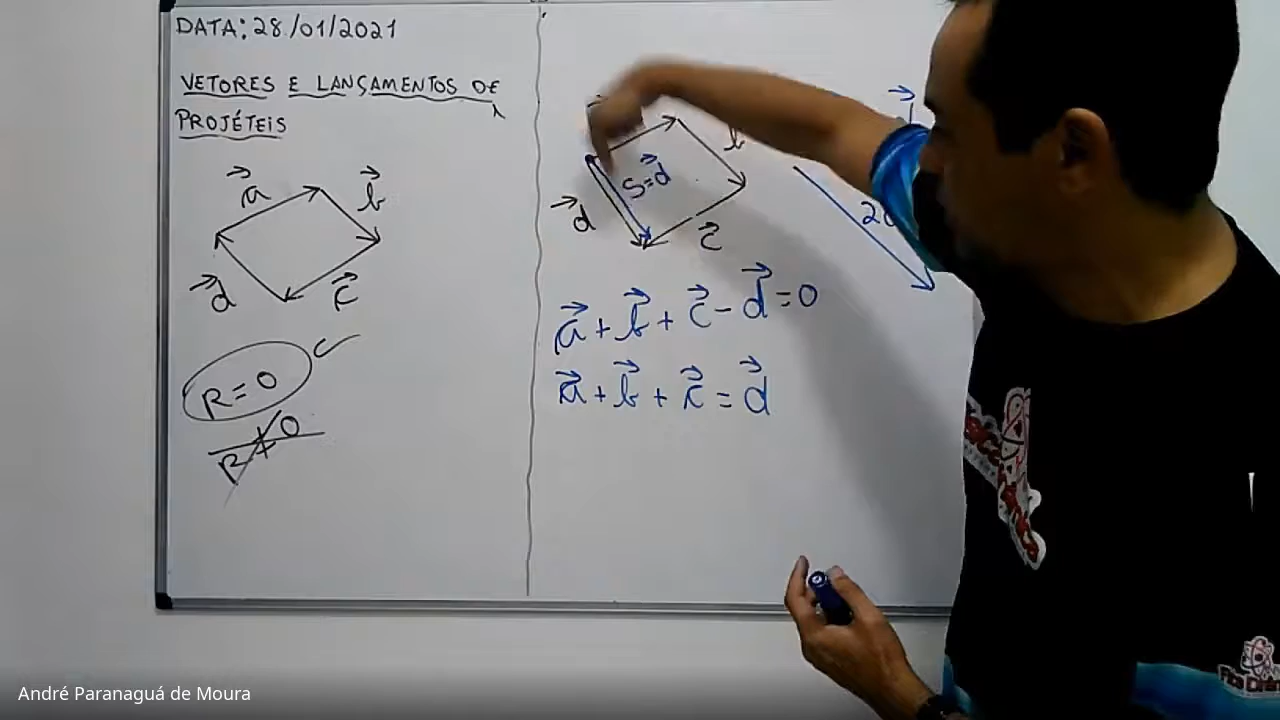 DATA: 28/01/2021
VETORES E LANÇAMENTOS DE
PROJÉTEIS
a
b
d
c
R = 0
R ≠ 0
b
S = d
d
c
a + b + c - d = 0
a + b + c = d
André Paranaguá de Moura